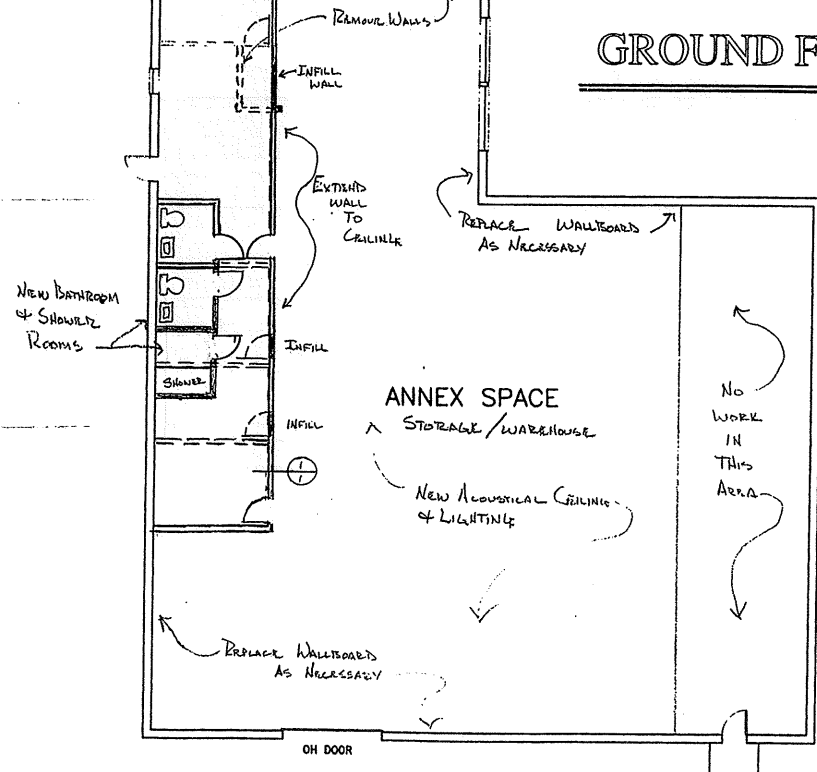 REMOVE WALLS
GROUND F
INFILL
WALL
EXTEND
WALL
TO
CEILING
REPLACE WALLBOARD
AS NECESSARY
NEW BATHROOM
& SHOWER
ROOMS
INFILL
SHOWER
ANNEX SPACE
STORAGE/WAREHOUSE
INFILL
NO
WORK
IN
THIS
AREA
NEW ACOUSTICAL CEILING
& LIGHTING
REPLACE WALLBOARD
AS NECESSARY
OH DOOR